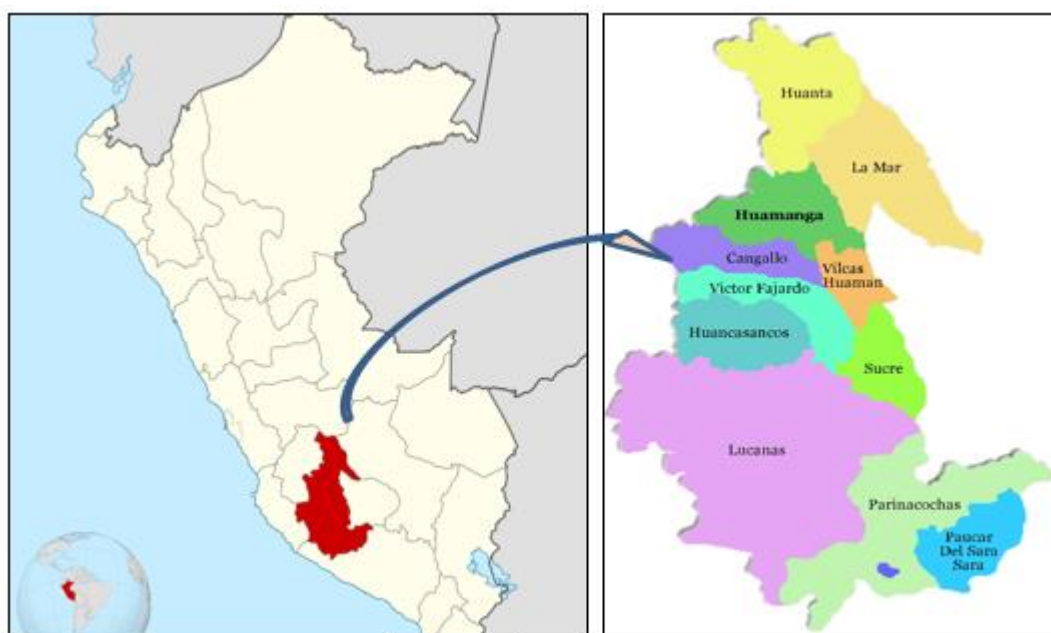 Huanta
La Mar
Huamanga
Cangallo
Vilcas
Huaman
Victor Fajardo
Huancasancos
Sucre
Lucanas
Parinacochas
Paucar
Del Sara
Sara